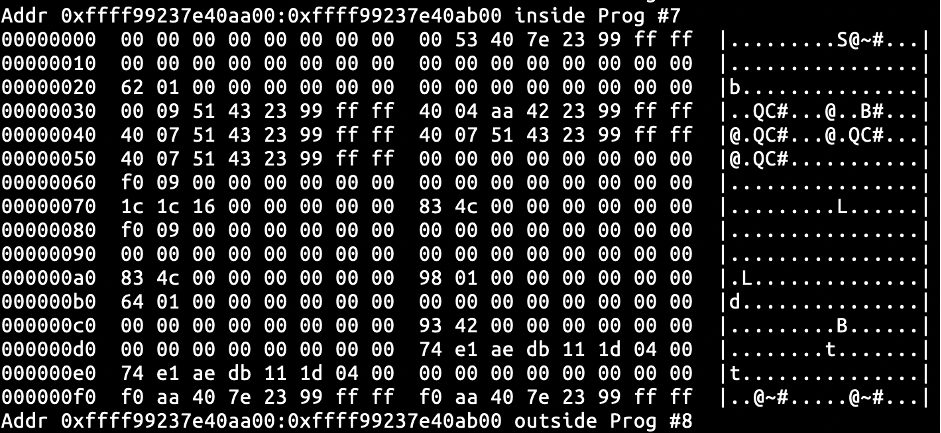 Addr 0xffff99237e40aa00:0xffff99237e40ab00 inside Prog #7
00000000  00 00 00 00 00 00 00 00  00 53 40 7e 23 99 ff ff  |.........S@~#...|
00000010  00 00 00 00 00 00 00 00  00 00 00 00 00 00 00 00  |................|
00000020  62 01 00 00 00 00 00 00  00 00 00 00 00 00 00 00  |b...............|
00000030  00 09 51 43 23 99 ff ff  40 04 aa 42 23 99 ff ff  |..QC#...@..B#...|
00000040  40 07 51 43 23 99 ff ff  40 07 51 43 23 99 ff ff  |@.QC#...@.QC#...|
00000050  40 07 51 43 23 99 ff ff  00 00 00 00 00 00 00 00  |@.QC#...........|
00000060  f0 09 00 00 00 00 00 00  00 00 00 00 00 00 00 00  |................|
00000070  1c 1c 16 00 00 00 00 00  83 4c 00 00 00 00 00 00  |.........L......|
00000080  f0 09 00 00 00 00 00 00  00 00 00 00 00 00 00 00  |................|
00000090  00 00 00 00 00 00 00 00  00 00 00 00 00 00 00 00  |................|
000000a0  83 4c 00 00 00 00 00 00  98 01 00 00 00 00 00 00  |.L..............|
000000b0  64 01 00 00 00 00 00 00  00 00 00 00 00 00 00 00  |d...............|
000000c0  00 00 00 00 00 00 00 00  93 42 00 00 00 00 00 00  |.........B......|
000000d0  00 00 00 00 00 00 00 00  74 e1 ae db 11 1d 04 00  |........t.......|
000000e0  74 e1 ae db 11 1d 04 00  00 00 00 00 00 00 00 00  |t...............|
000000f0  f0 aa 40 7e 23 99 ff ff  f0 aa 40 7e 23 99 ff ff  |..@~#.....@~#...|
Addr 0xffff99237e40aa00:0xffff99237e40ab00 outside Prog #8